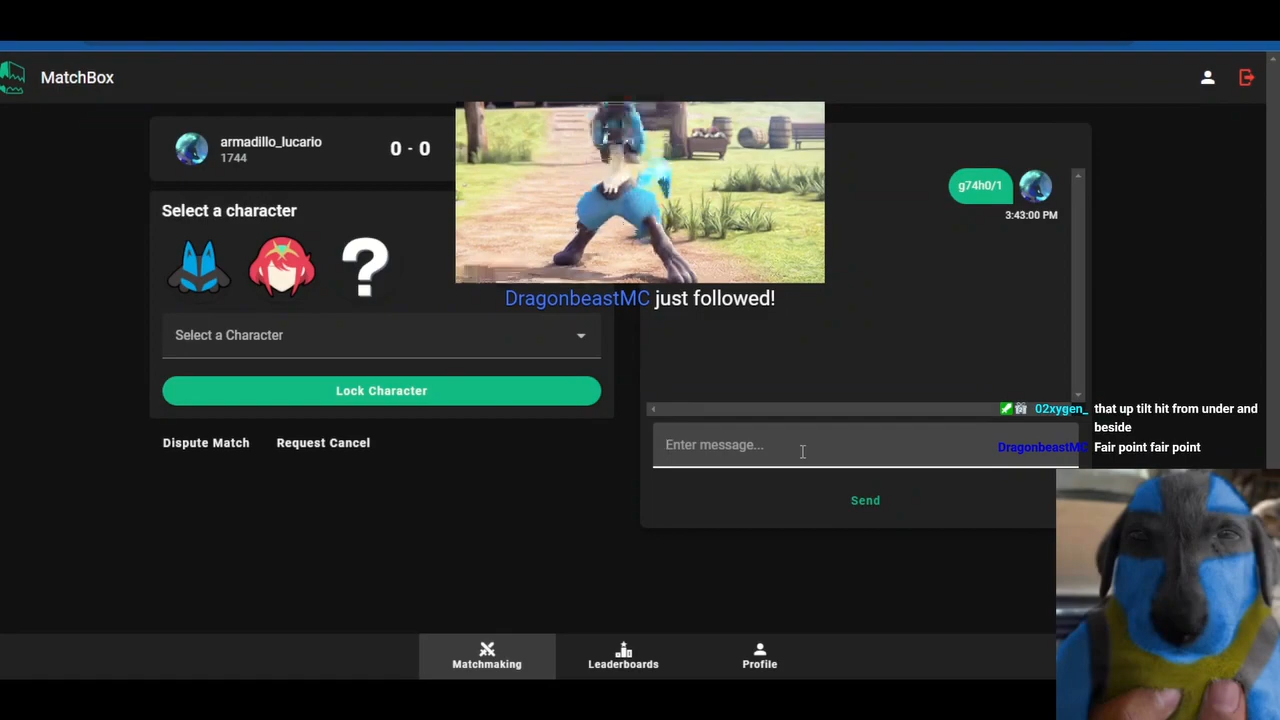 MatchBox
armadillo_lucario
1744
0 - 0
Select a character
?
Select a Character
Lock Character
Dispute Match
Request Cancel
DragonbeastMC just followed!
g74h0/1
3:43:00 PM
02xygen_ that up tilt hit from under and
beside
DragonbeastMC Fair point fair point
Enter message...
Send
Matchmaking
Leaderboards
Profile